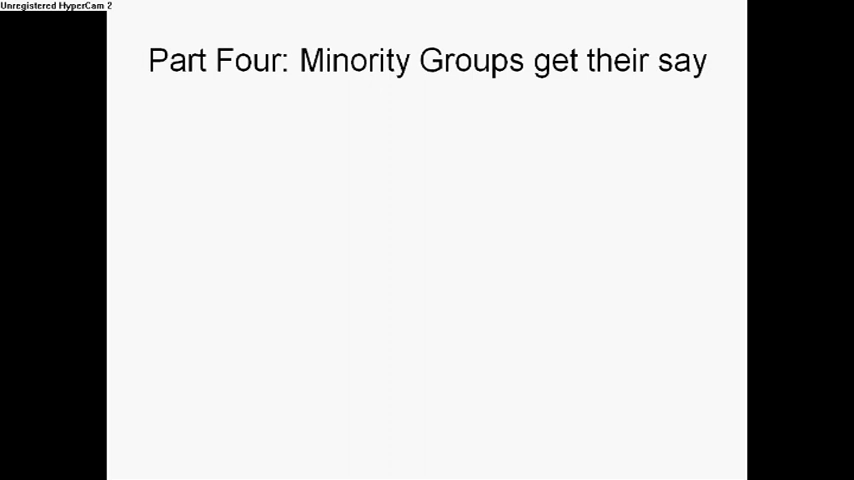 Unregistered HyperCam 2
Part Four: Minority Groups get their say